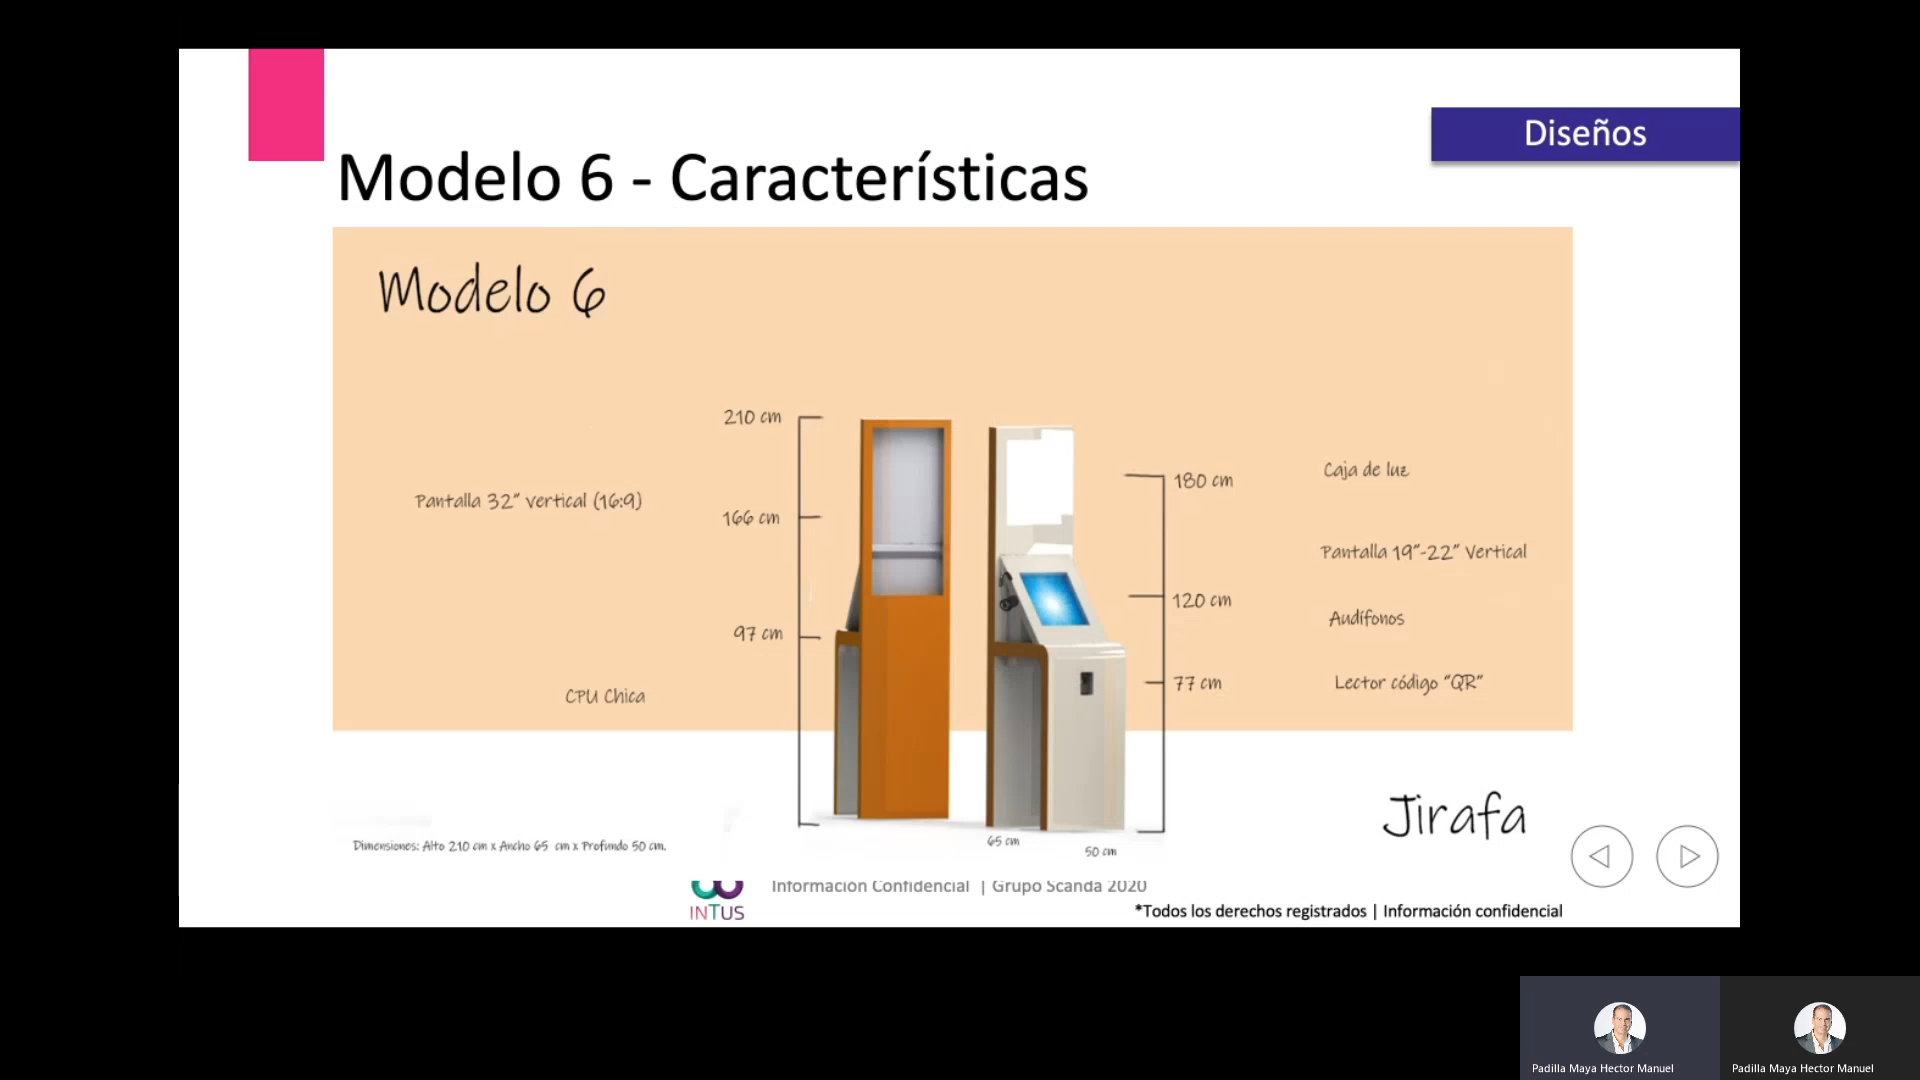 Diseños
Modelo 6 - Características
Modelo 6
210 cm
Pantalla 32" vertical (16:9)
166 cm
97 cm
CPU Chica
180 cm
Caja de luz
Pantalla 19"-22" Vertical
120 cm
Audífonos
77 cm
Lector código "QR"
Jirafa
65 cm
50 cm
Dimensiones: Alto 210 cm x Ancho 65 cm x Profundo 50 cm.
INTUS
Información Confidencial | Grupo Scanda 2020
*Todos los derechos registrados | Información confidencial
Padilla Maya Hector Manuel
Padilla Maya Hector Manuel